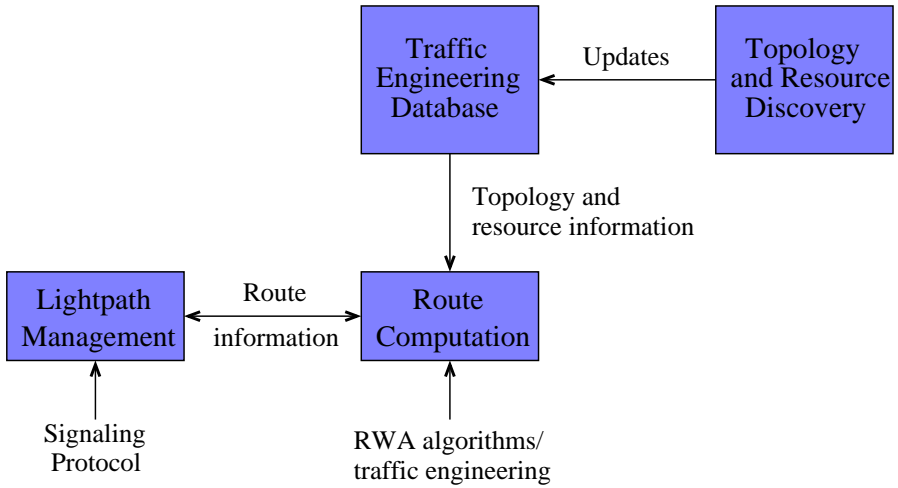 Traffic
Engineering
Database
Updates
Topology
and Resource
Discovery
Topology and
resource information
Lightpath
Management
Route
information
Route
Computation
Signaling
Protocol
RWA algorithms/
traffic engineering